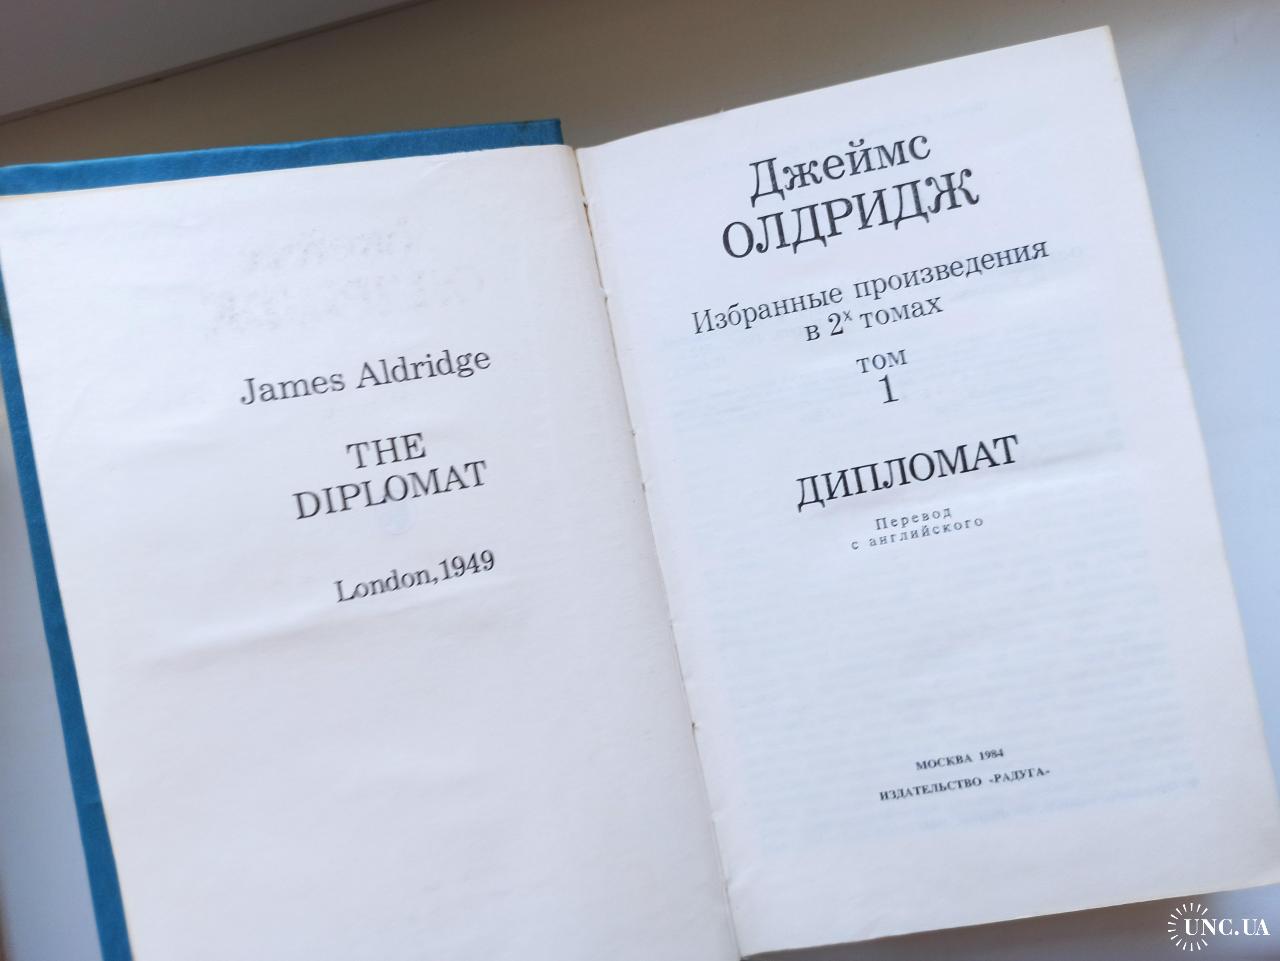 James Aldridge
THE
DIPLOMAT
London, 1949
Джеймс
ОЛДРИДЖ
Избранные произведения
в 2х томах
том
1
ДИПЛОМАТ
Перевод
с английского
МОСКВА 1984
ИЗДАТЕЛЬСТВО «РАДУГА»
UNC.UA